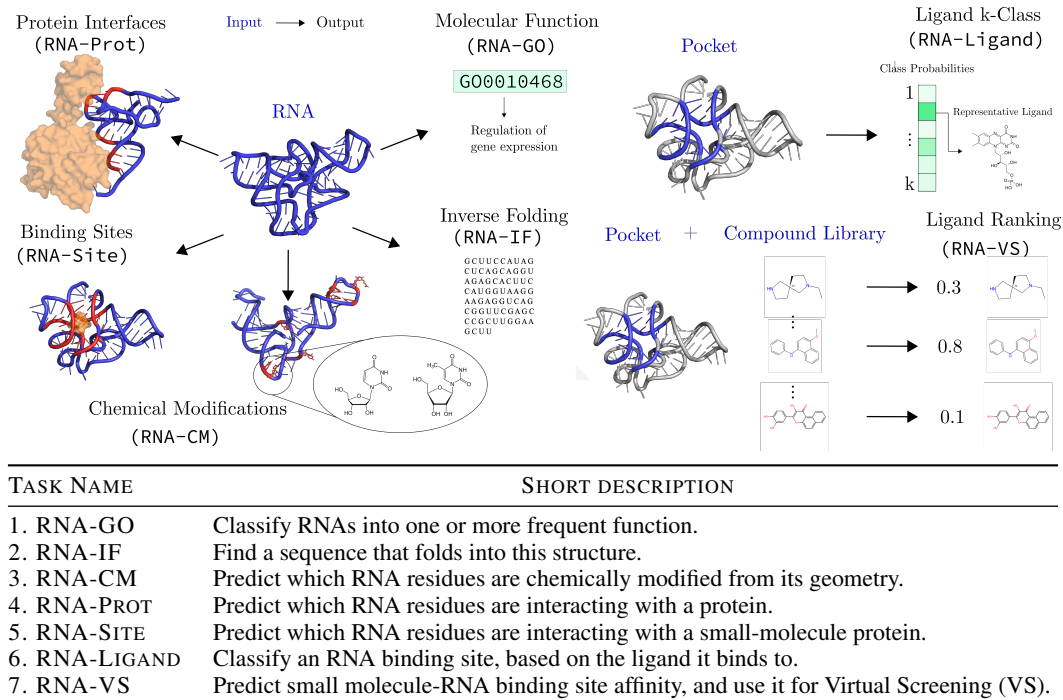 Protein Interfaces
(RNA-Prot)
Input → Output
Molecular Function
(RNA-GO)
GO0010468
Regulation of
gene expression
RNA
Pocket
Ligand k-Class
(RNA-Ligand)
Class Probabilities
1
⋮
k
Representative Ligand
Binding Sites
(RNA-Site)
Inverse Folding
(RNA-IF)
GCUUCCAUAG
CUCAGCAGGU
AGAGCACUUC
CAUGGUAAGG
AAGAGGUCAG
CGGUUCGAGC
CCGCUUGGAA
GCUU
Chemical Modifications
(RNA-CM)
Pocket + Compound Library
Ligand Ranking
(RNA-VS)
0.3
0.8
0.1
TASK NAME SHORT DESCRIPTION
1. RNA-GO Classify RNAs into one or more frequent function.
2. RNA-IF Find a sequence that folds into this structure.
3. RNA-CM Predict which RNA residues are chemically modified from its geometry.
4. RNA-PROT Predict which RNA residues are interacting with a protein.
5. RNA-SITE Predict which RNA residues are interacting with a small-molecule protein.
6. RNA-LIGAND Classify an RNA binding site, based on the ligand it binds to.
7. RNA-VS Predict small molecule-RNA binding site affinity, and use it for Virtual Screening (VS).